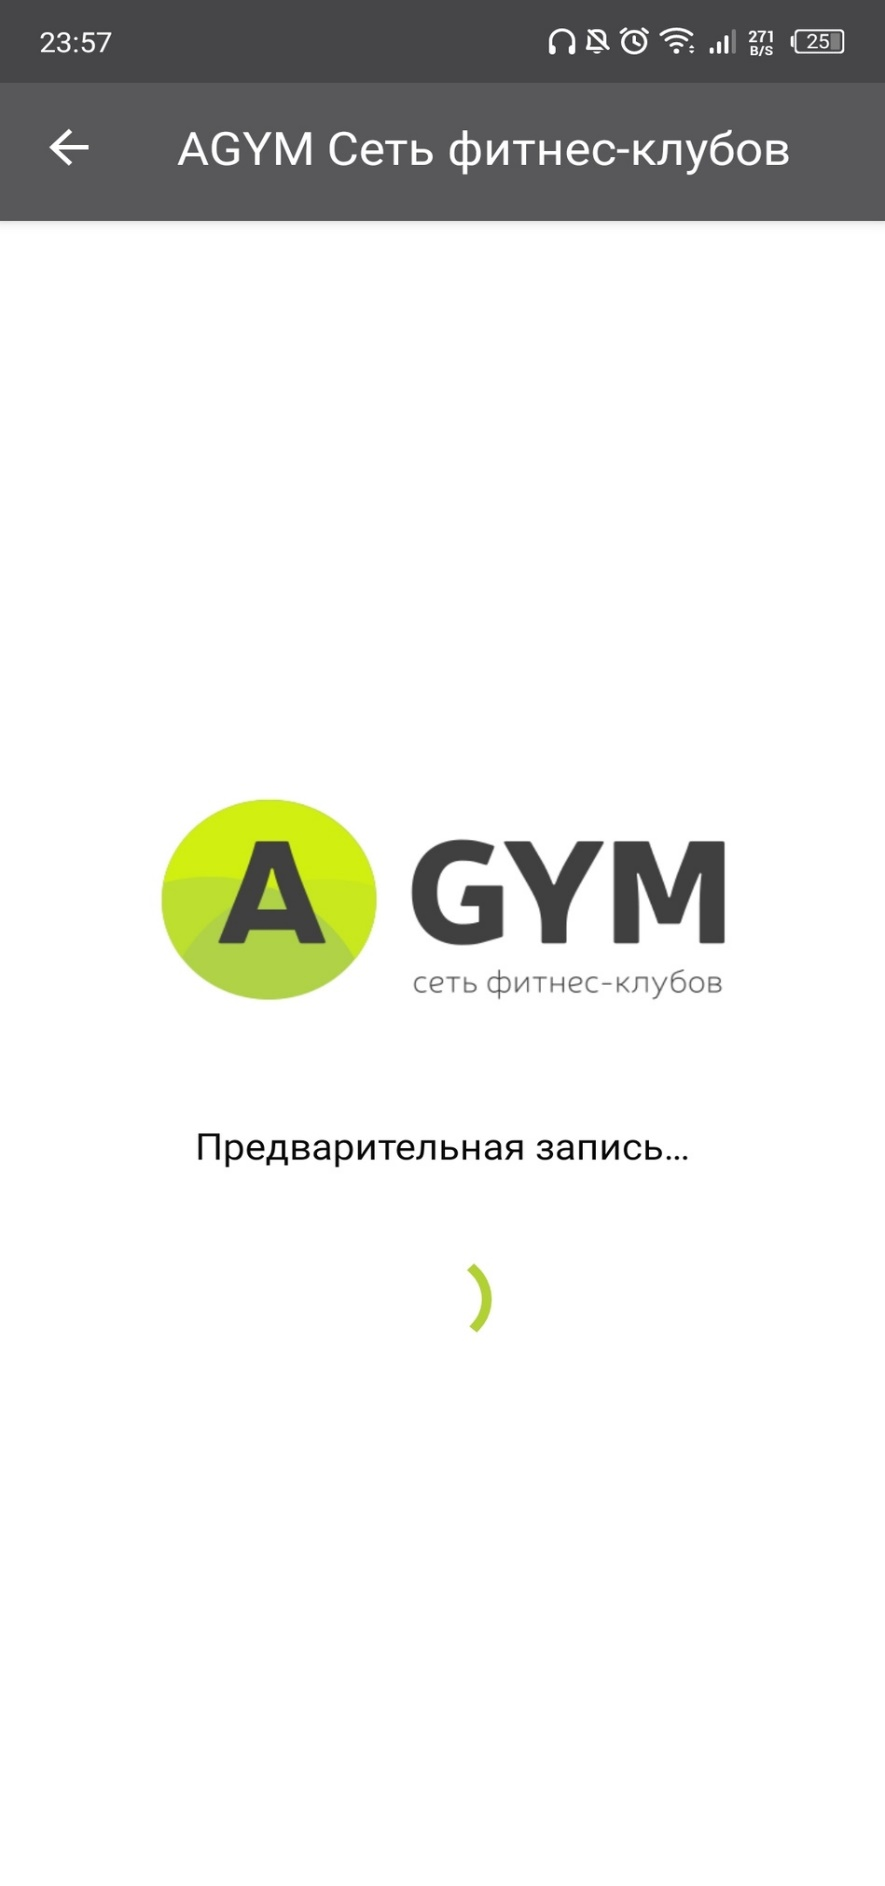 23:57
271
B/S
25
AGYM Сеть фитнес-клубов
A GYM
сеть фитнес-клубов
Предварительная запись...